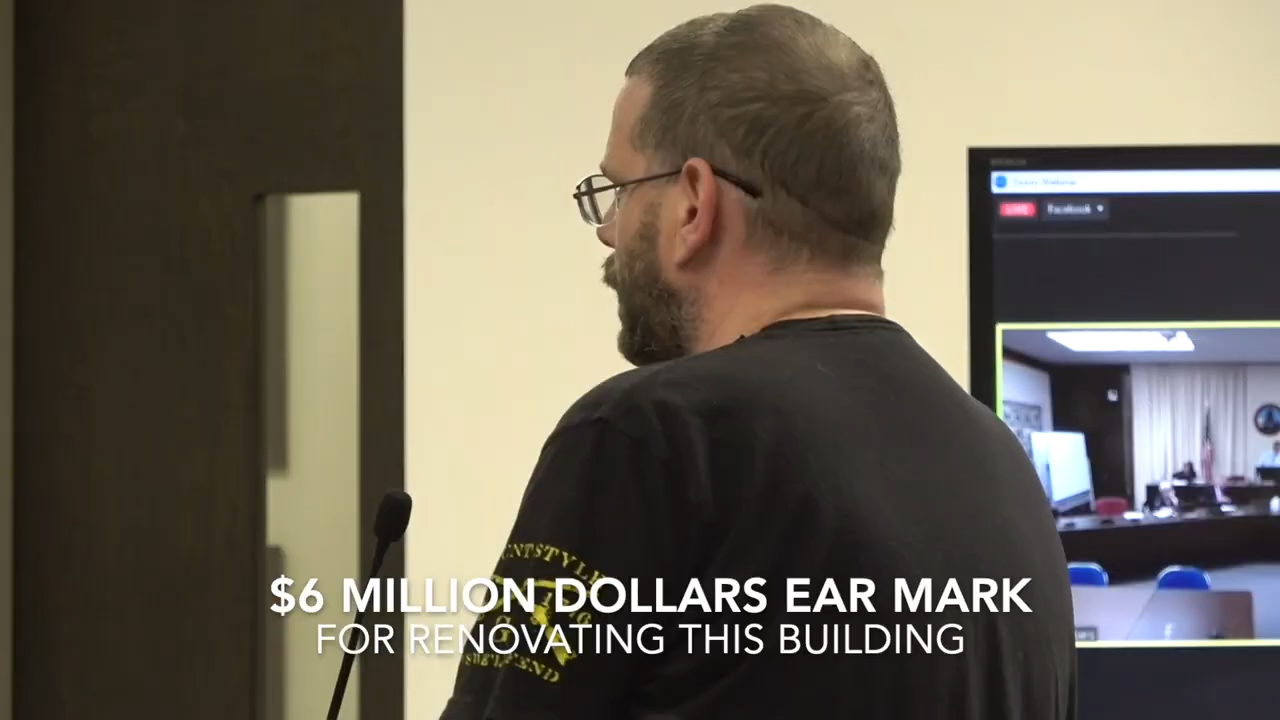 LIVE Facebook
$6 MILLION DOLLARS EAR MARK
FOR RENOVATING THIS BUILDING